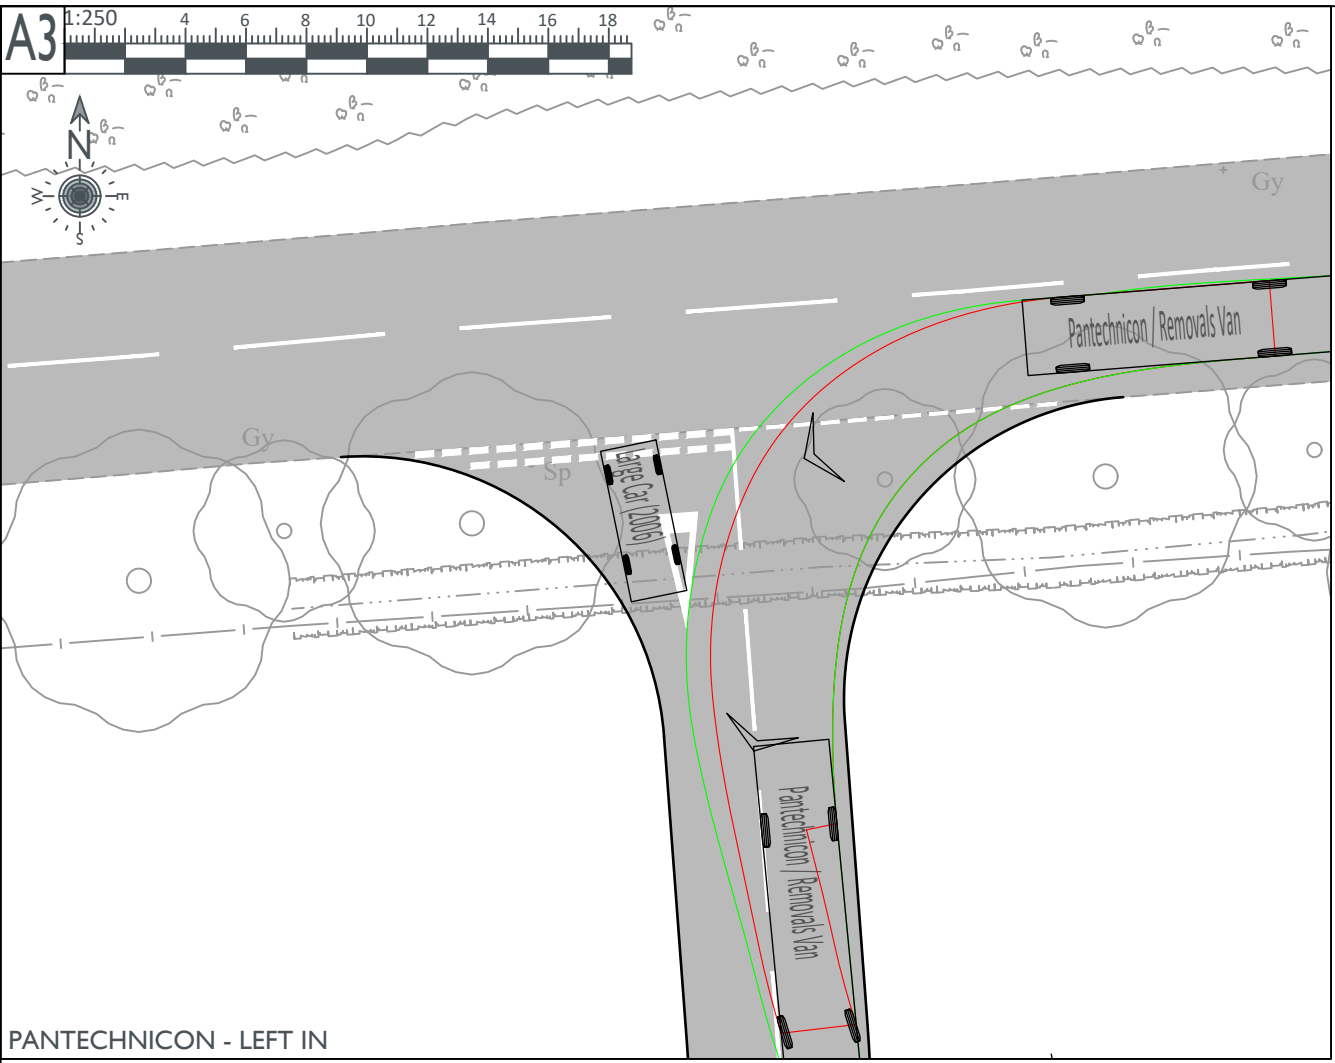 A3
1:250
4 6 8 10 12 14 16 18
N
W E
S
Gy
Pantechnicon / Removals Van
Gy
Sp
Large Car (2006)
Pantechnicon / Removals Van
PANTECHNICON - LEFT IN